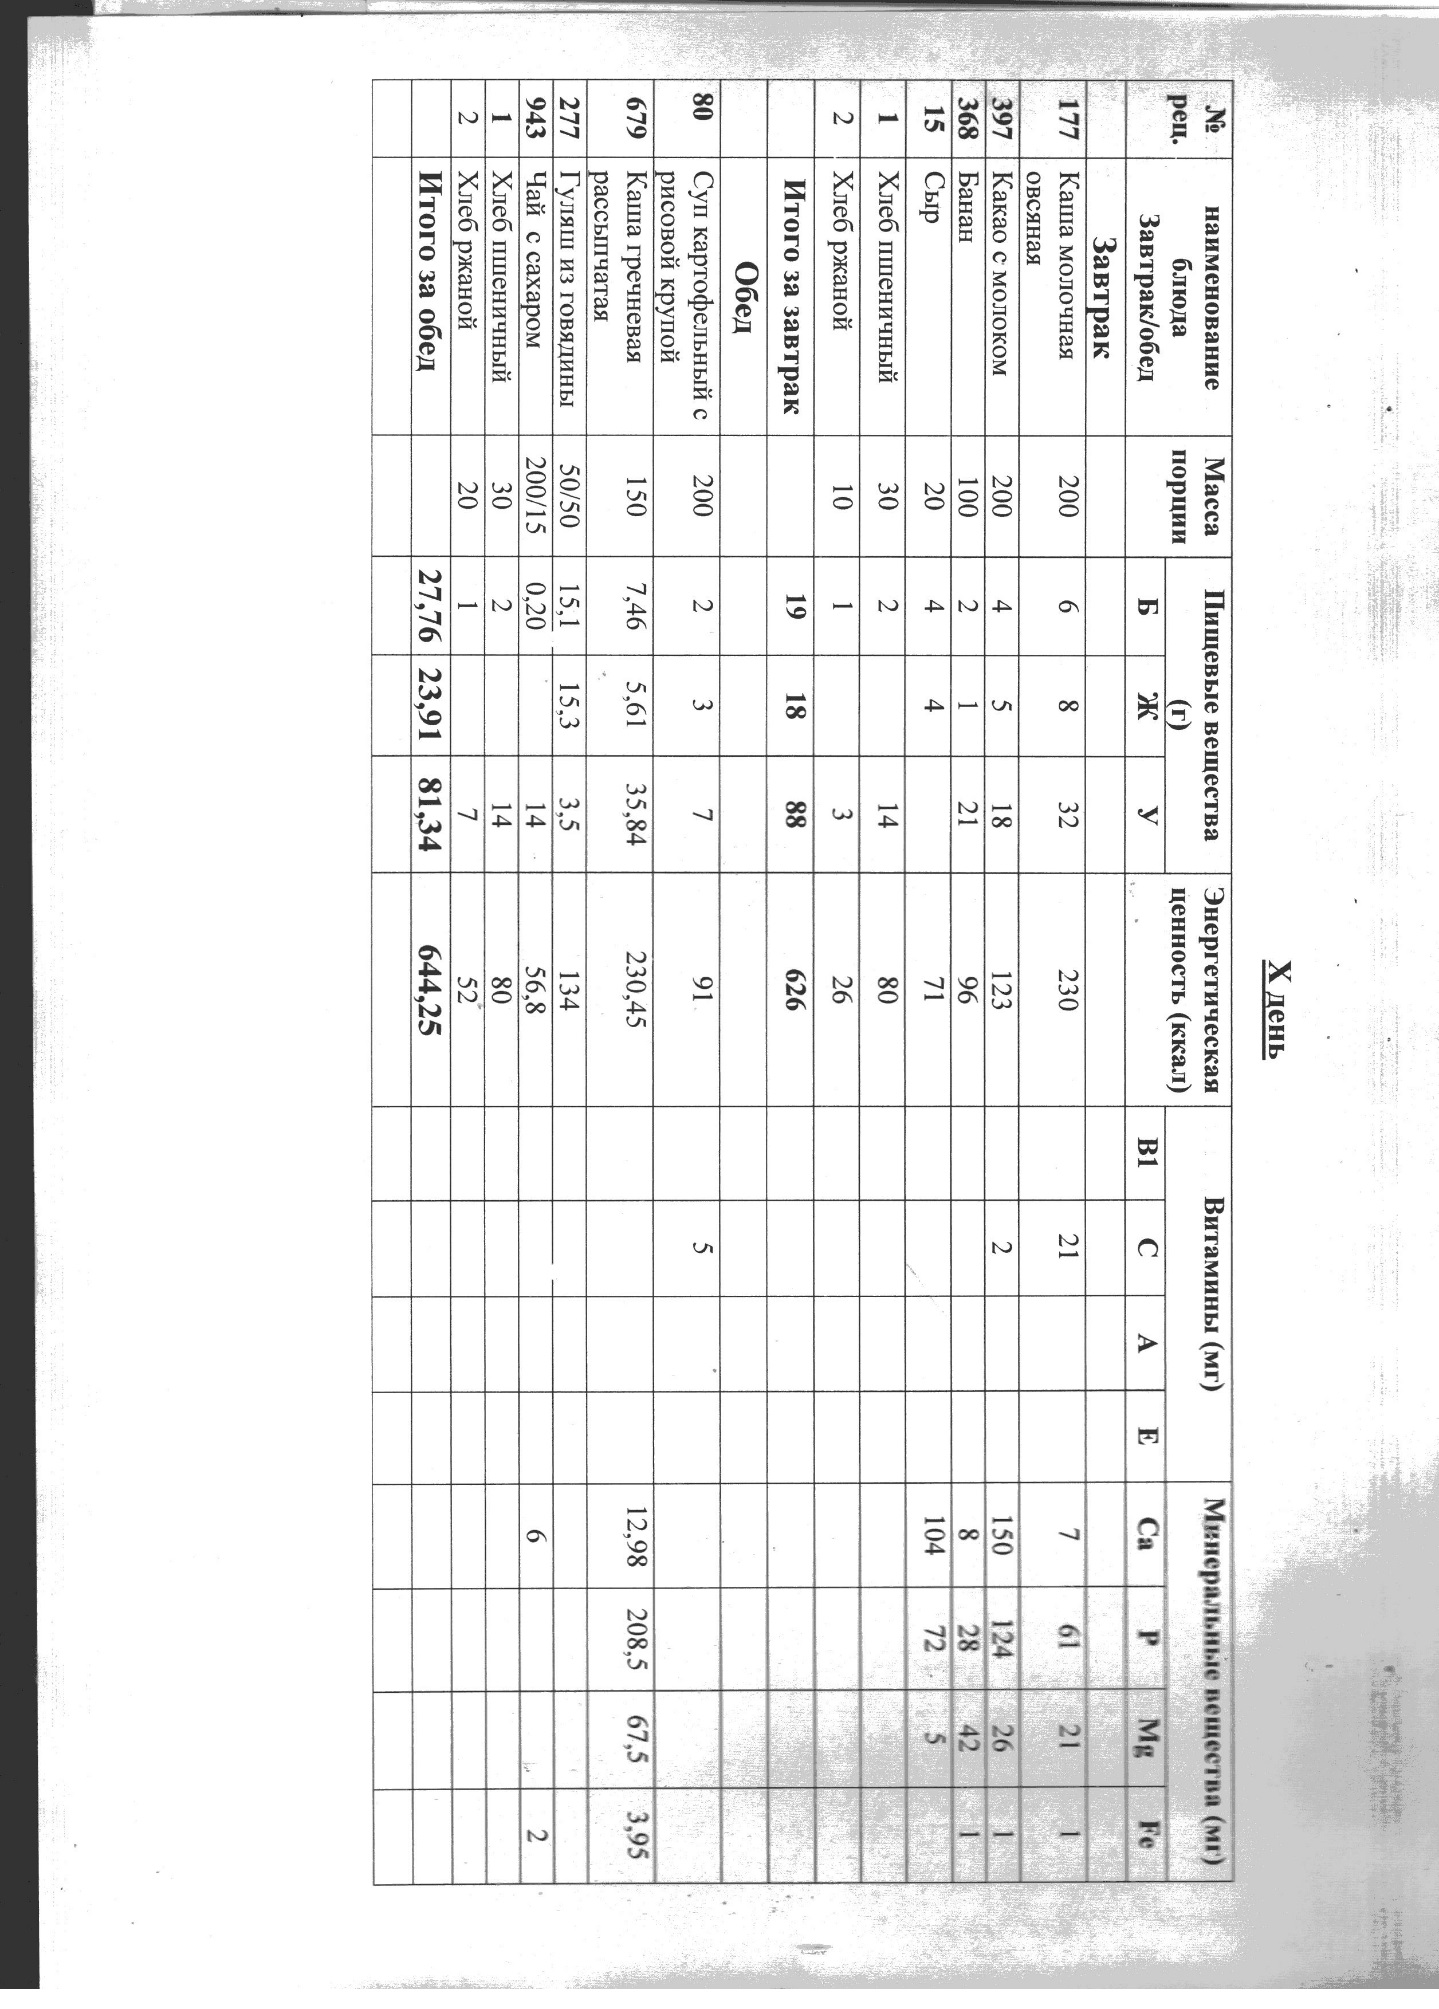 X день
№ рец. наименование блюда Масса порции Пищевые вещества (г) Энергетическая ценность (ккал) Витамины (мг) Минеральные вещества (мг)
Завтрак/обед Б Ж У В1 С А Е Ca P Mg Fe
Завтрак
177 Каша молочная овсяная 200 6 8 32 230 21 7 61 21 1
397 Какао с молоком 200 4 5 18 123 2 150 124 26 1
368 Банан 100 2 1 21 96 8 28 42 1
15 Сыр 20 4 4 71 104 72 5
1 Хлеб пшеничный 30 2 14 80
2 Хлеб ржаной 10 1 3 26
Итого за завтрак 19 18 88 626
Обед
80 Суп картофельный с рисовой крупой 200 2 3 7 91 5
679 Каша гречневая рассыпчатая 150 7,46 5,61 35,84 230,45 12,98 208,5 67,5 3,95
277 Гуляш из говядины 50/50 15,1 15,3 3,5 134
943 Чай с сахаром 200/15 0,20 14 56,8 6 2
1 Хлеб пшеничный 30 2 14 80
2 Хлеб ржаной 20 1 7 52
Итого за обед 27,76 23,91 81,34 644,25